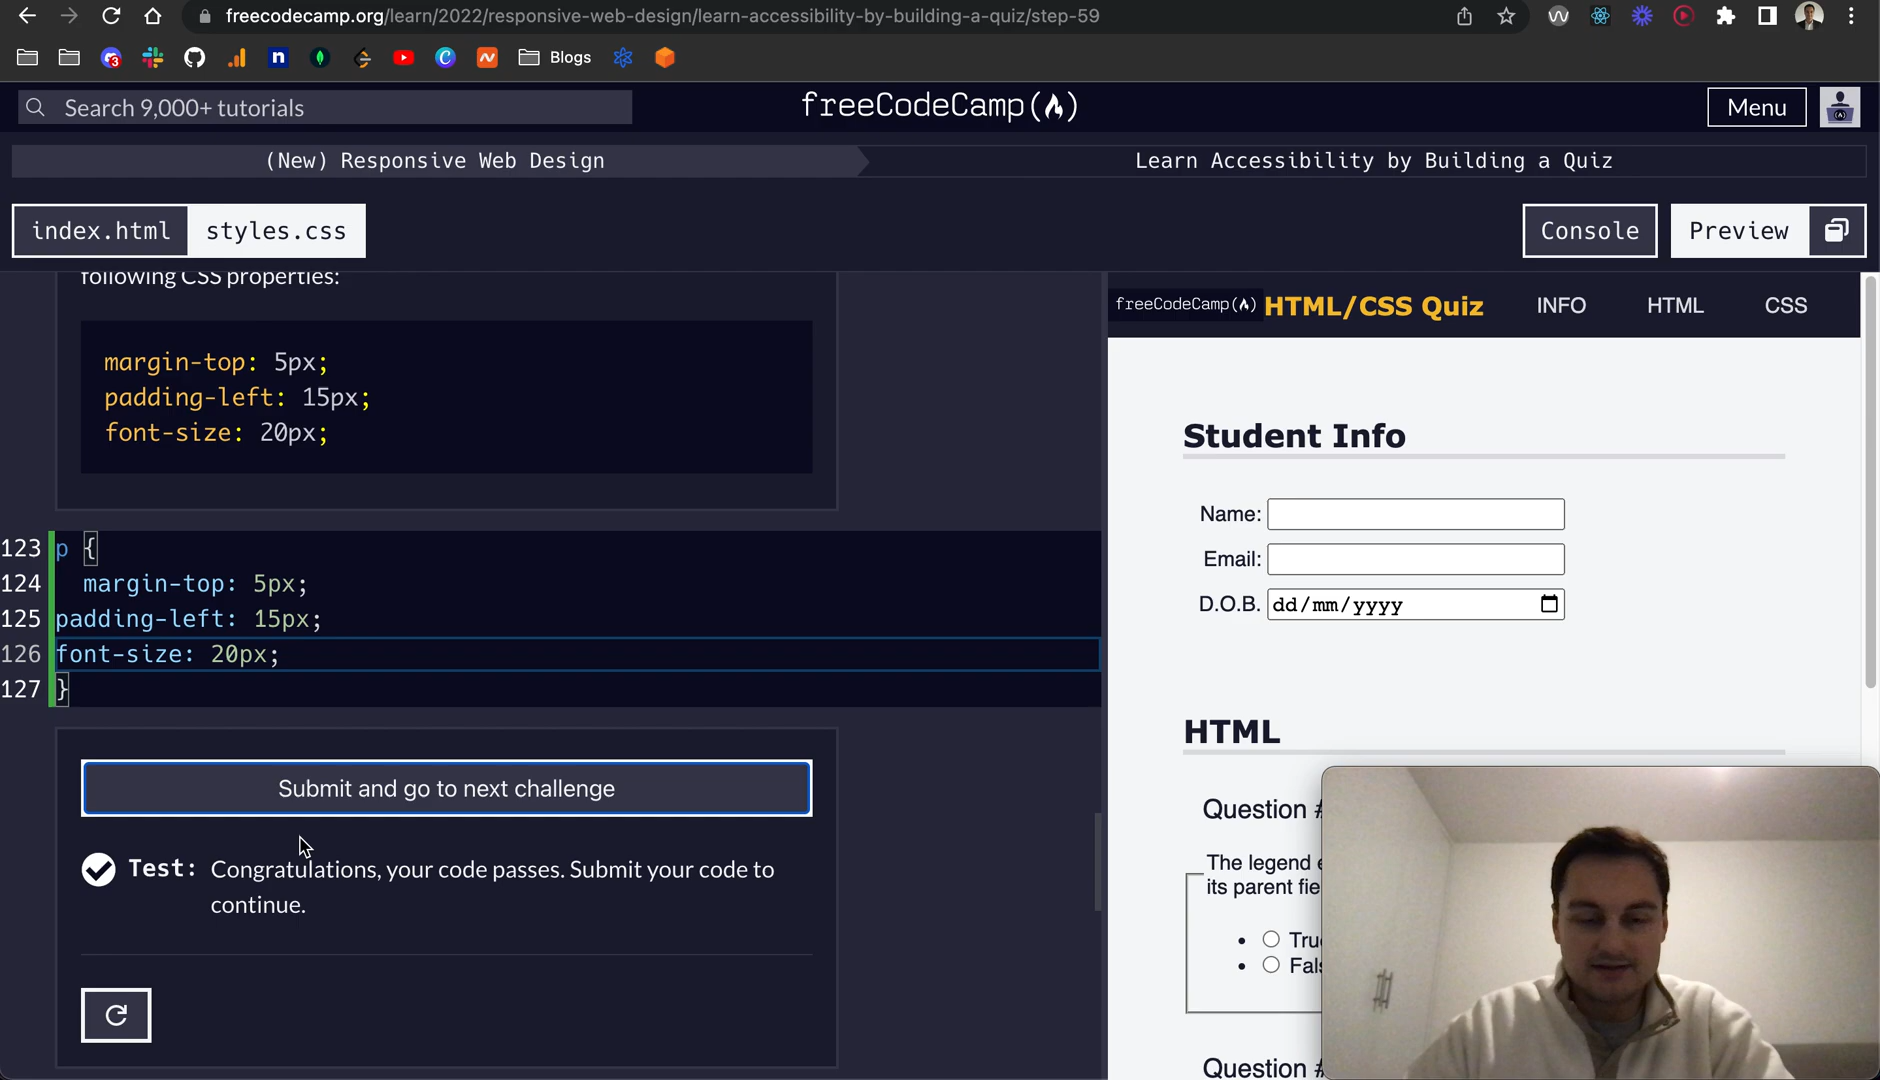 freecodecamp.org/learn/2022/responsive-web-design/learn-accessibility-by-building-a-quiz/step-59
3
n
Blogs
Search 9,000+ tutorials
freeCodeCamp(🔥)
Menu
(New) Responsive Web Design
Learn Accessibility by Building a Quiz
index.html
styles.css
Console
Preview
following CSS properties:
margin-top: 5px;
padding-left: 15px;
font-size: 20px;
123 p {
124 margin-top: 5px;
125 padding-left: 15px;
126 font-size: 20px;
127 }
Submit and go to next challenge
Test: Congratulations, your code passes. Submit your code to
continue.
freeCodeCamp(🔥)
HTML/CSS Quiz
INFO
HTML
CSS
Student Info
Name:
Email:
D.O.B. dd/mm/yyyy
HTML
Question #
The legend e
its parent fie
Tru
Fals
Question #